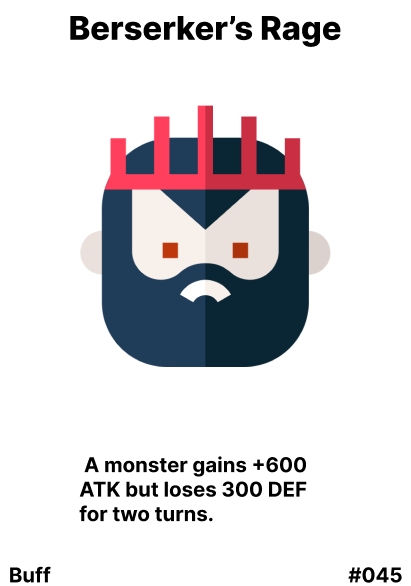 Berserker’s Rage
A monster gains +600
ATK but loses 300 DEF
for two turns.
Buff
#045